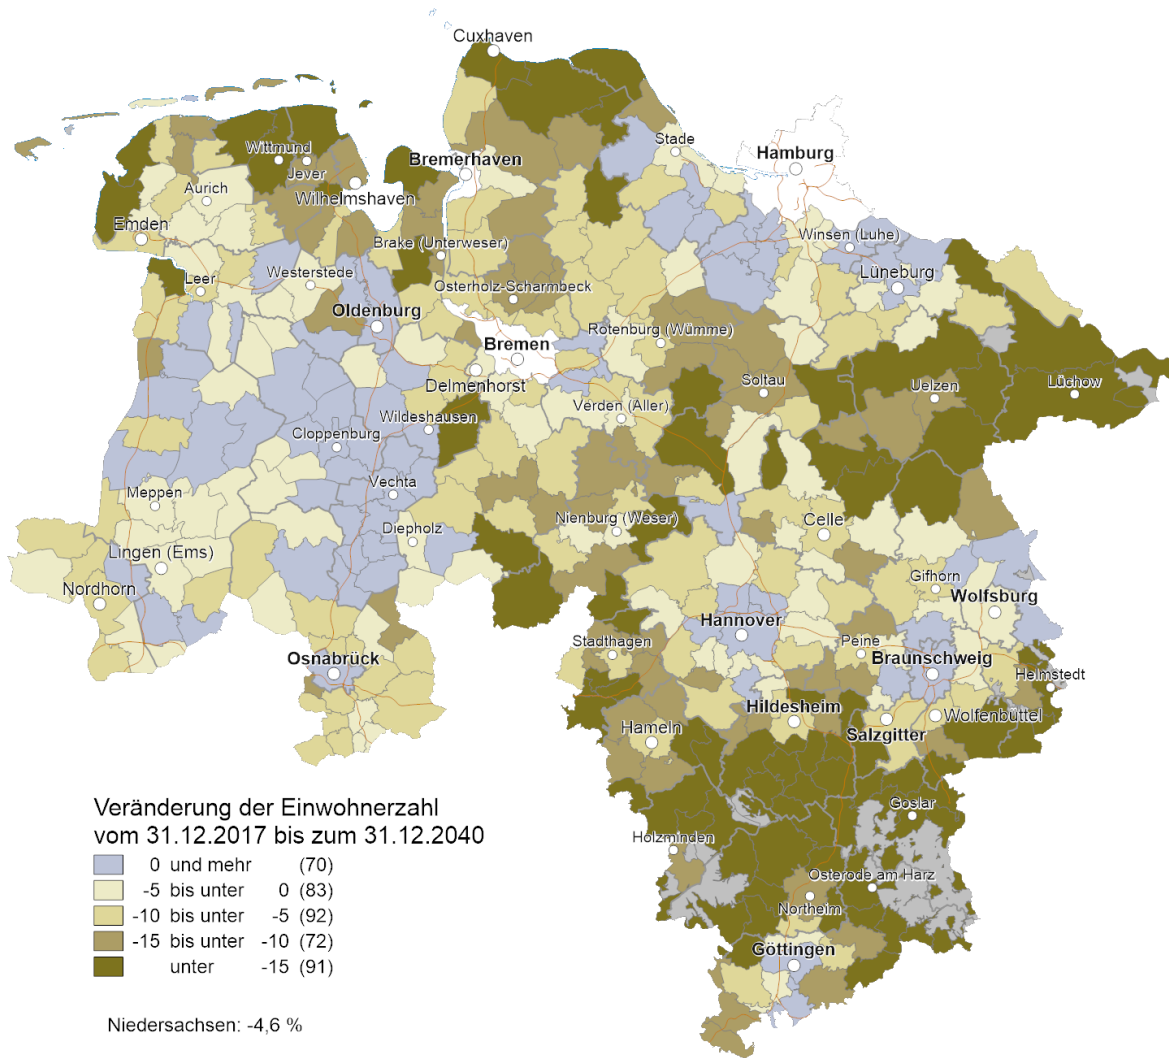 Cuxhaven
Stade
Hamburg
Wittmund
Jever
Bremerhaven
Aurich
Wilhelmshaven
Emden
Brake (Unterweser)
Winsen (Luhe)
Leer
Westerstede
Osterholz-Scharmbeck
Lüneburg
Oldenburg
Rotenburg (Wümme)
Bremen
Delmenhorst
Soltau
Uelzen
Lüchow
Wildeshausen
Verden (Aller)
Cloppenburg
Meppen
Vechta
Diepholz
Nienburg (Weser)
Celle
Lingen (Ems)
Nordhorn
Gifhorn
Wolfsburg
Hannover
Stadthagen
Peine
Osnabrück
Braunschweig
Helmstedt
Hildesheim
Salzgitter
Wolfenbüttel
Hameln
Veränderung der Einwohnerzahl
vom 31.12.2017 bis zum 31.12.2040
0 und mehr (70)
-5 bis unter 0 (83)
-10 bis unter -5 (92)
-15 bis unter -10 (72)
unter -15 (91)
Goslar
Holzminden
Osterode am Harz
Northeim
Göttingen
Niedersachsen: -4,6 %